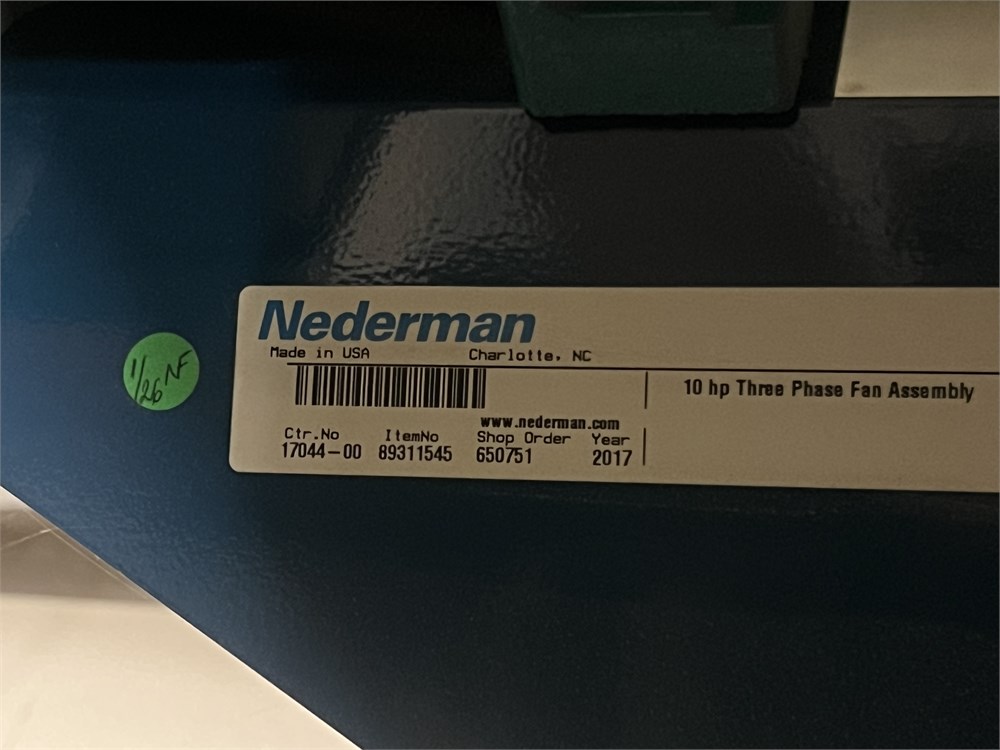 Nederman
Made in USA Charlotte, NC
10 hp Three Phase Fan Assembly
www.nederman.com
Ctr.No ItemNo Shop Order Year
17044-00 89311545 650751 2017
1/26 NF